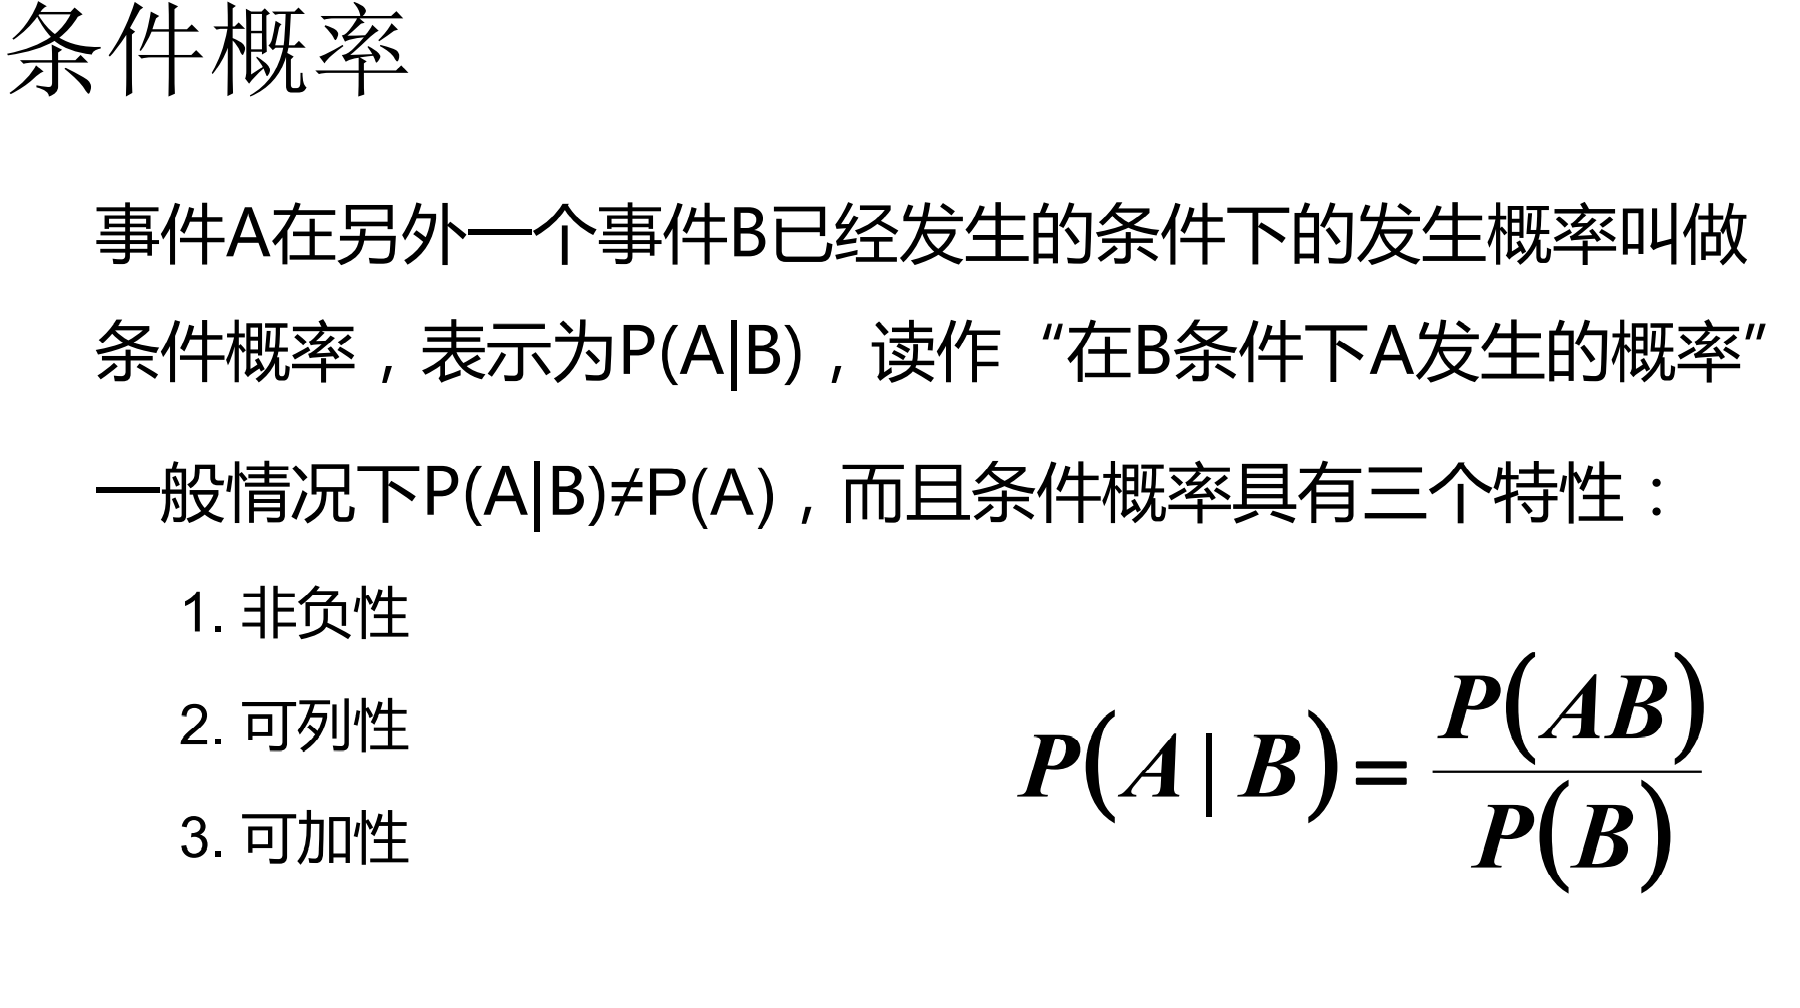 条件概率
事件A在另外一个事件B已经发生的条件下的发生概率叫做
条件概率，表示为P(A|B)，读作“在B条件下A发生的概率”
一般情况下P(A|B)≠P(A)，而且条件概率具有三个特性：
1. 非负性
2. 可列性
3. 可加性
P(A | B) = P(AB) / P(B)